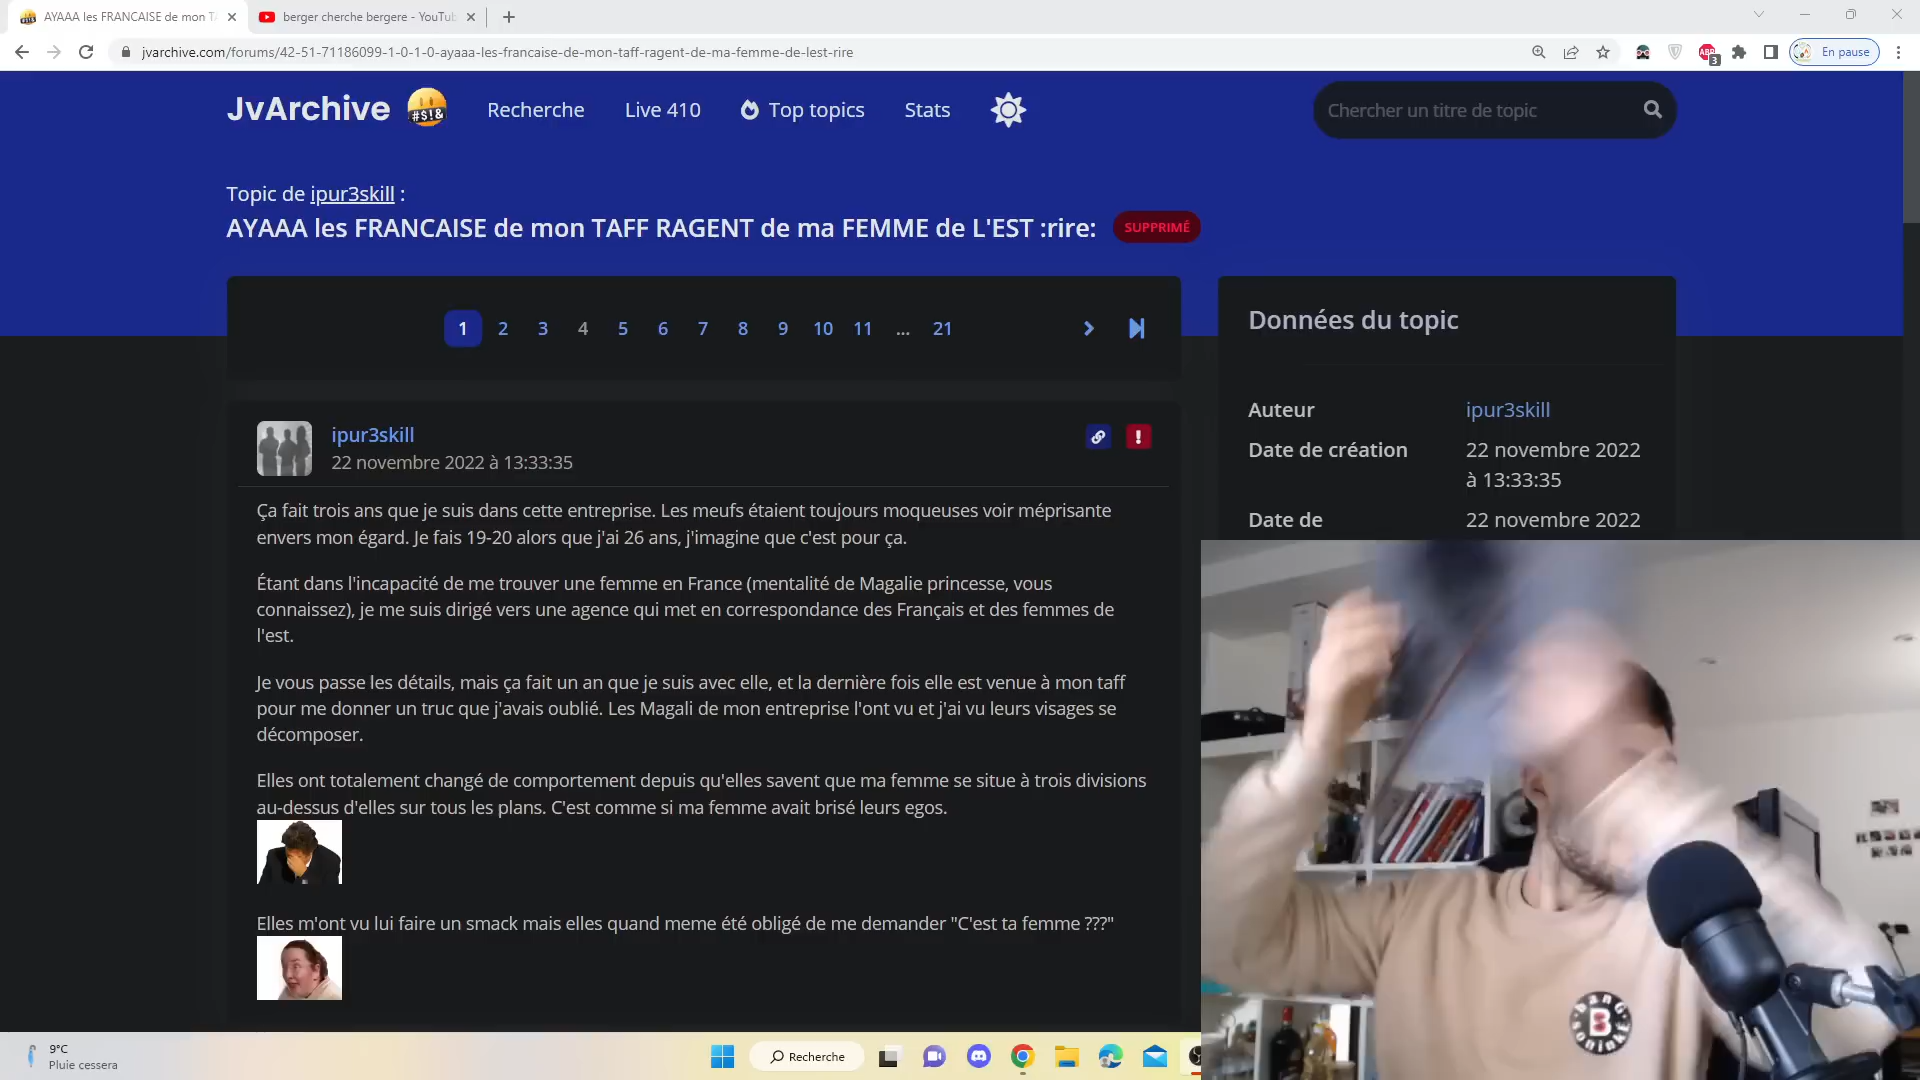 AYAAA les FRANCAISE de mon T
berger cherche bergere - YouTub
jvarchive.com/forums/42-51-71186099-1-0-1-0-ayaaa-les-francaise-de-mon-taff-ragent-de-ma-femme-de-lest-rire
ABP
3
En pause
JvArchive
#$!&
Recherche
Live 410
Top topics
Stats
Chercher un titre de topic
Topic de ipur3skill :
AYAAA les FRANCAISE de mon TAFF RAGENT de ma FEMME de L'EST :rire:
SUPPRIMÉ
1 2 3 4 5 6 7 8 9 10 11 ... 21
Données du topic
Auteur ipur3skill
Date de création 22 novembre 2022
à 13:33:35
Date de 22 novembre 2022
ipur3skill
22 novembre 2022 à 13:33:35
Ça fait trois ans que je suis dans cette entreprise. Les meufs étaient toujours moqueuses voir méprisante
envers mon égard. Je fais 19-20 alors que j'ai 26 ans, j'imagine que c'est pour ça.
Étant dans l'incapacité de me trouver une femme en France (mentalité de Magalie princesse, vous
connaissez), je me suis dirigé vers une agence qui met en correspondance des Français et des femmes de
l'est.
Je vous passe les détails, mais ça fait un an que je suis avec elle, et la dernière fois elle est venue à mon taff
pour me donner un truc que j'avais oublié. Les Magali de mon entreprise l'ont vu et j'ai vu leurs visages se
décomposer.
Elles ont totalement changé de comportement depuis qu'elles savent que ma femme se situe à trois divisions
au-dessus d'elles sur tous les plans. C'est comme si ma femme avait brisé leurs egos.
Elles m'ont vu lui faire un smack mais elles quand meme été obligé de me demander "C'est ta femme ???"
B
9°C
Pluie cessera
Recherche